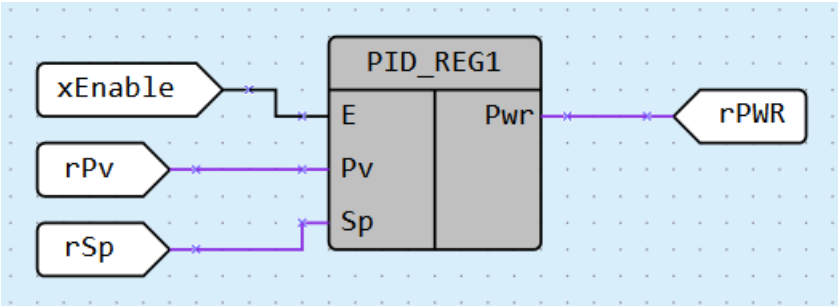 PID_REG1
xEnable
E
Pwr
rPWR
rPv
Pv
rSp
Sp